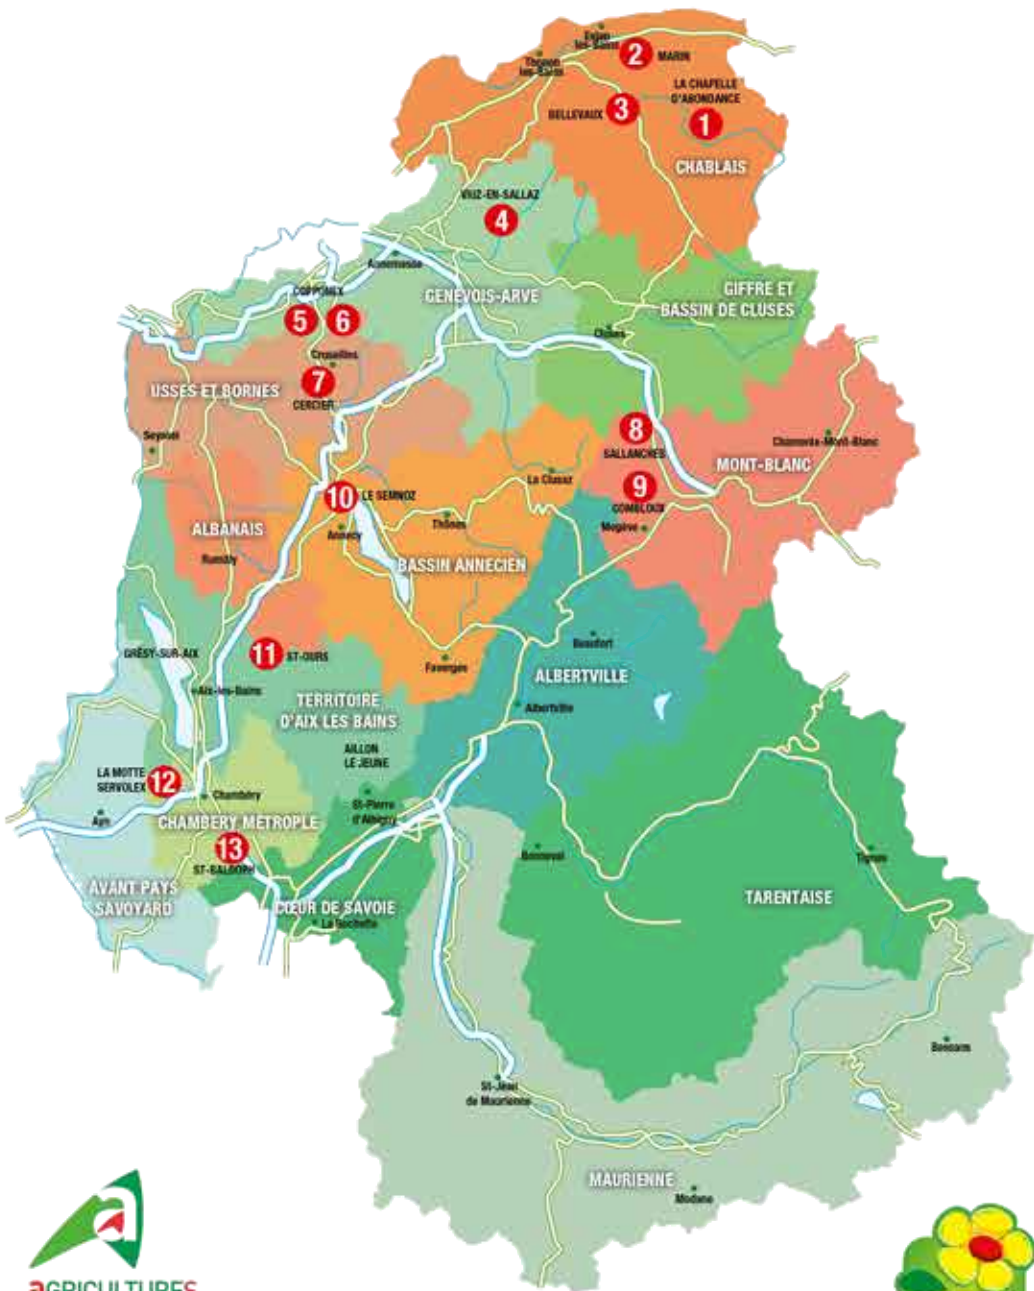 Evian
les-Bains
Thonon
les-Bains
2
MARIN
LA CHAPELLE
D'ABONDANCE
BELLEVAUX
3
1
CHABLAIS
VIUZ-EN-SALLAZ
4
Annemasse
GENEVOIS-ARVE
GIFFRE ET
BASSIN DE CLUSES
COPPONEX
5
6
Cluses
Cruseilles
7
CERCIER
USSES ET BORNES
Seyssel
8
SALLANCHES
Chamonix-Mont-Blanc
MONT-BLANC
La Clusaz
9
COMBLOUX
Megève
10
LE SEMNOZ
Annecy
Thônes
ALBANAIS
Rumilly
BASSIN ANNECIEN
11
ST-OURS
GRÉSY-SUR-AIX
Faverges
Beaufort
ALBERTVILLE
Aix-les-Bains
TERRITOIRE
D'AIX LES BAINS
Albertville
AILLON
LE JEUNE
LA MOTTE
SERVOLEX
12
Chambéry
St-Pierre
d'Albigny
Ayn
CHAMBERY METROPLE
13
ST-BALDOPH
Bonneval
Tignes
AVANT PAYS
SAVOYARD
CŒUR DE SAVOIE
La Rochette
TARENTAISE
Bessans
St-Jean
de Maurienne
MAURIENNE
Modane
a
aGRICULTURES